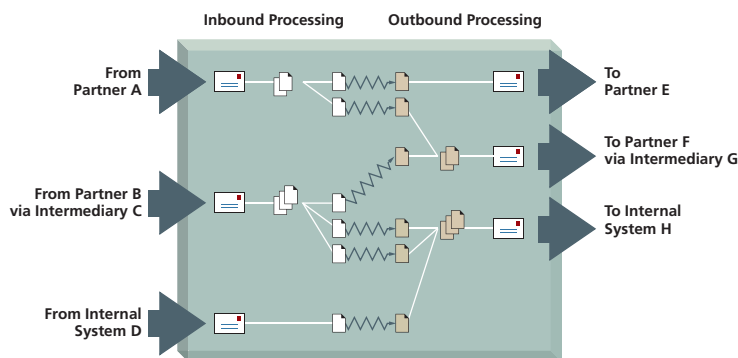 Inbound Processing
Outbound Processing
From
Partner A
To
Partner E
To Partner F
via Intermediary G
From Partner B
via Intermediary C
To Internal
System H
From Internal
System D